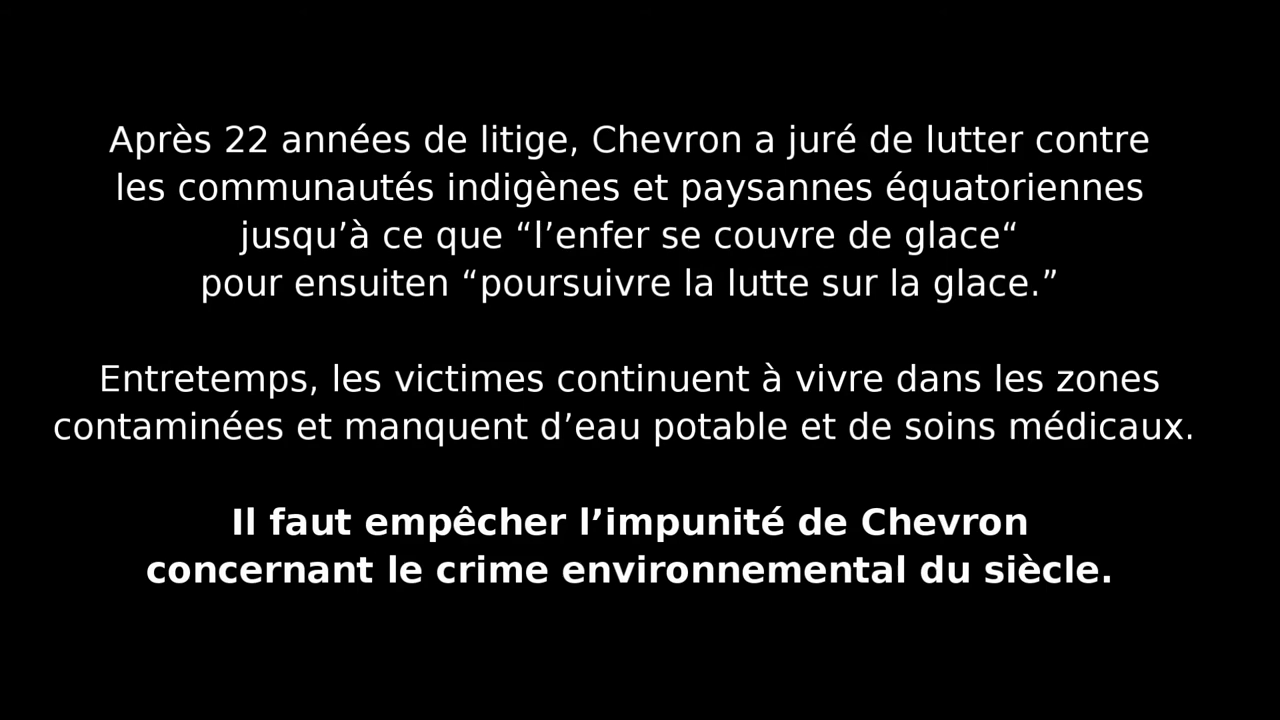 Après 22 années de litige, Chevron a juré de lutter contre
les communautés indigènes et paysannes équatoriennes
jusqu’à ce que “l’enfer se couvre de glace“
pour ensuiten “poursuivre la lutte sur la glace.”
Entretemps, les victimes continuent à vivre dans les zones
contaminées et manquent d’eau potable et de soins médicaux.
Il faut empêcher l’impunité de Chevron
concernant le crime environnemental du siècle.